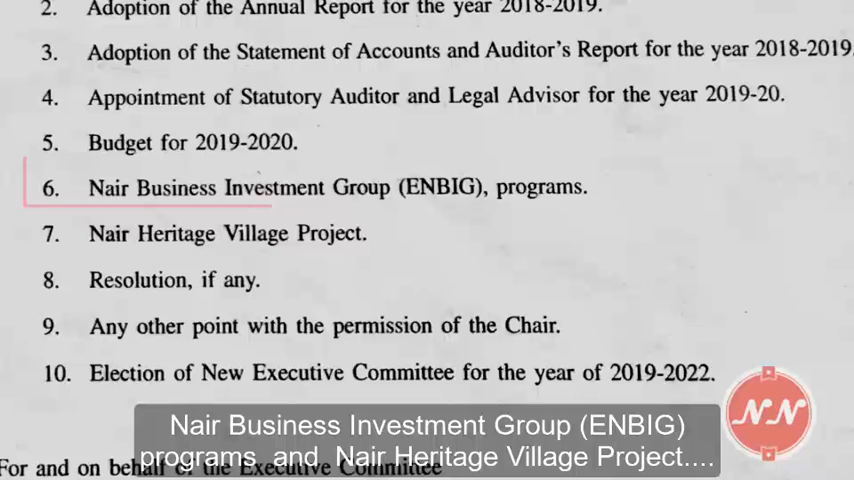 2. Adoption of the Annual Report for the year 2018-2019.
3. Adoption of the Statement of Accounts and Auditor's Report for the year 2018-2019.
4. Appointment of Statutory Auditor and Legal Advisor for the year 2019-20.
5. Budget for 2019-2020.
6. Nair Business Investment Group (ENBIG), programs.
7. Nair Heritage Village Project.
8. Resolution, if any.
9. Any other point with the permission of the Chair.
10. Election of New Executive Committee for the year of 2019-2022.
NN
Nair Business Investment Group (ENBIG)
programs and Nair Heritage Village Project....
For and on behalf of the Executive Committee